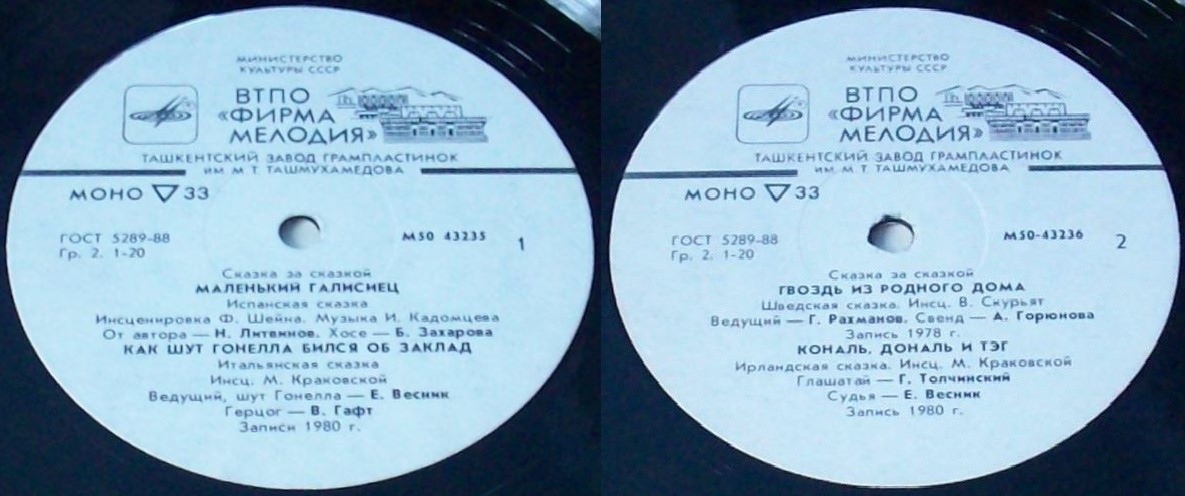 МИНИСТЕРСТВО
КУЛЬТУРЫ СССР
ВТПО
«ФИРМА
МЕЛОДИЯ»
ТАШКЕНТСКИЙ ЗАВОД ГРАМПЛАСТИНОК
ИМ. М. Т. ТАШМУХАМЕДОВА
МОНО 33
ГОСТ 5289-88
Гр. 2. 1-20
М50 43235
1
Сказка за сказкой
МАЛЕНЬКИЙ ГАЛИСИЕЦ
Испанская сказка
Инсценировка Ф. Шейна. Музыка И. Кадомцева
От автора — Н. Литвинов. Хосе — Б. Захарова
КАК ШУТ ГОНЕЛЛА БИЛСЯ ОБ ЗАКЛАД
Итальянская сказка
Инсц. М. Краковской
Ведущий, шут Гонелла — Е. Весник
Герцог — В. Гафт
Записи 1980 г.
МИНИСТЕРСТВО
КУЛЬТУРЫ СССР
ВТПО
«ФИРМА
МЕЛОДИЯ»
ТАШКЕНТСКИЙ ЗАВОД ГРАМПЛАСТИНОК
ИМ. М. Т. ТАШМУХАМЕДОВА
МОНО 33
ГОСТ 5289-88
Гр. 2. 1-20
М50-43236
2
Сказка за сказкой
ГВОЗДЬ ИЗ РОДНОГО ДОМА
Шведская сказка. Инсц. В. Скурьят
Ведущий — Г. Рахманов. Свенд — А. Горюнова
Запись 1978 г.
КОНАЛЬ, ДОНАЛЬ И ТЭГ
Ирландская сказка. Инсц. М. Краковской
Глашатай — Г. Толчинский
Судья — Е. Весник
Запись 1980 г.